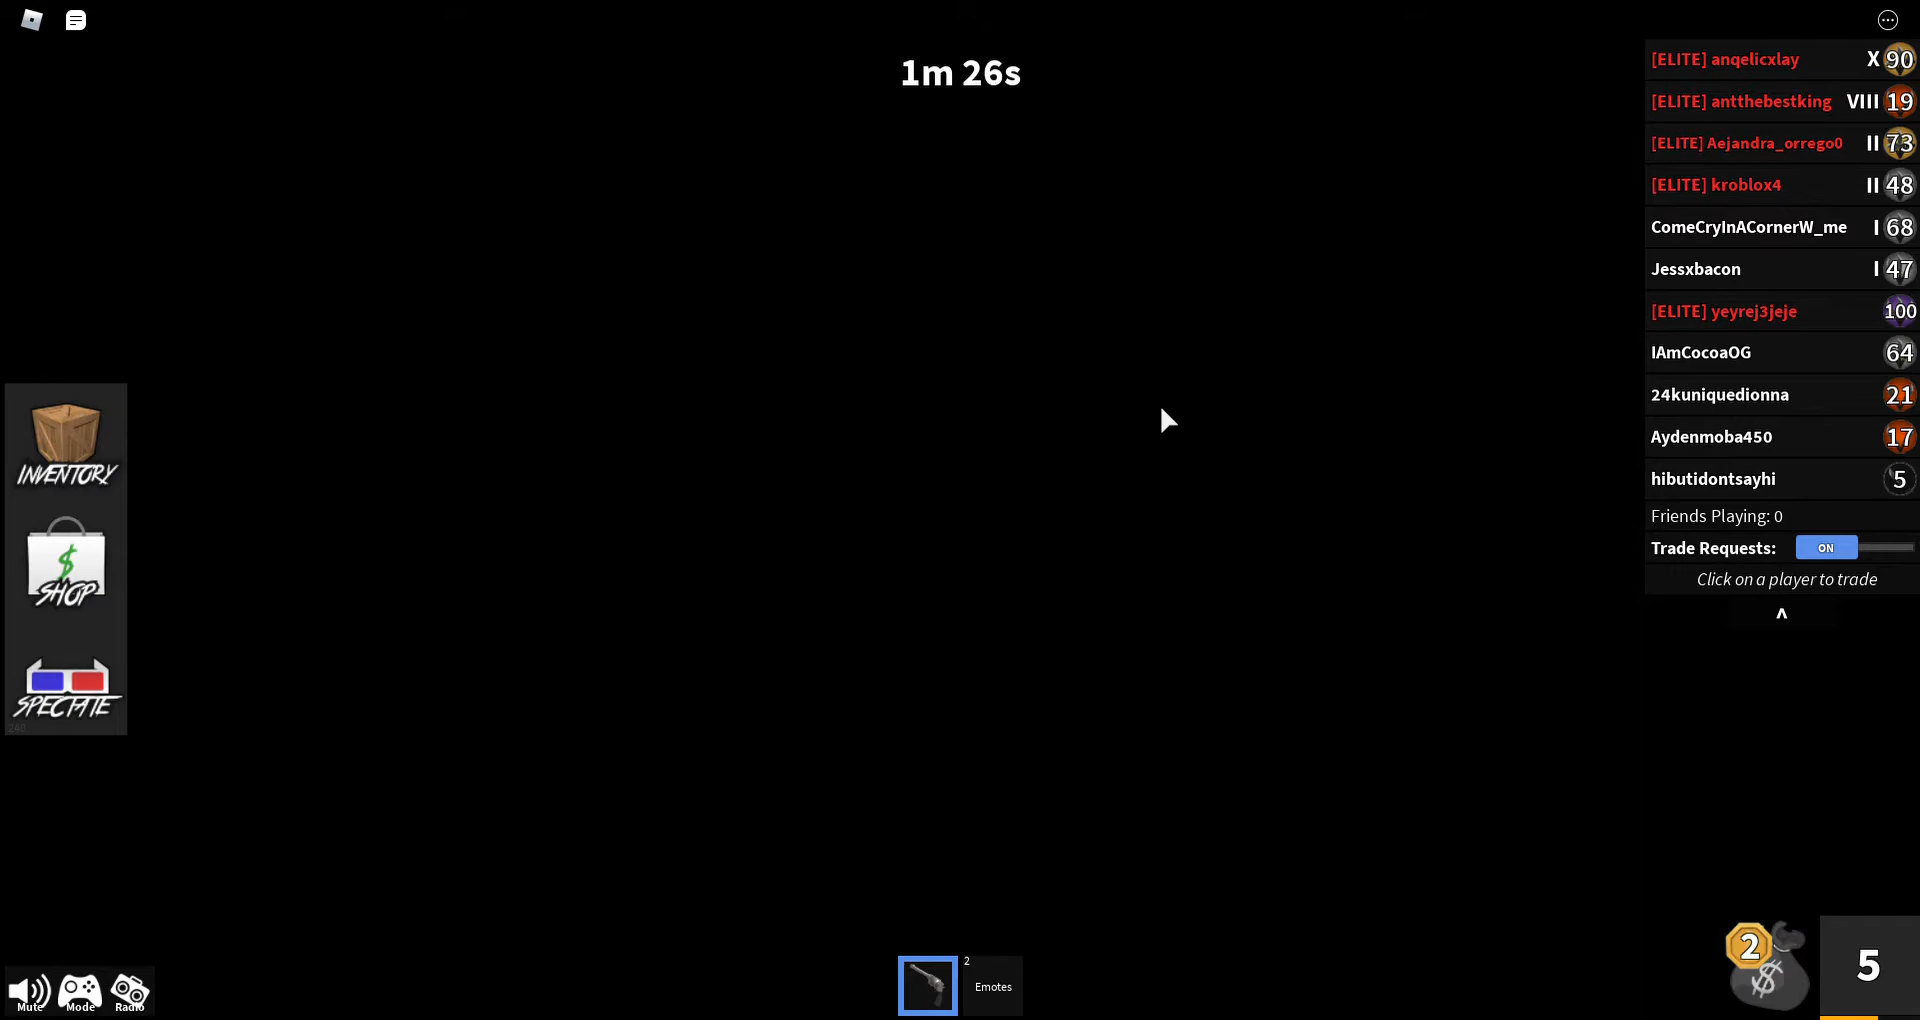 1m 26s
[ELITE] anqelicxlay X 90
[ELITE] antthebestking VIII 19
[ELITE] Aejandra_orrego0 II 73
[ELITE] kroblox4 II 48
ComeCryInACornerW_me I 68
Jessxbacon I 47
[ELITE] yeyrej3jeje 100
IAmCocoaOG 64
24kuniquedionna 21
Aydenmoba450 17
hibutidontsayhi 5
Friends Playing: 0
Trade Requests: ON
Click on a player to trade
^
INVENTORY
$
SHOP
SPECTATE
240
Mute Mode Radio
2
Emotes
2
$
5